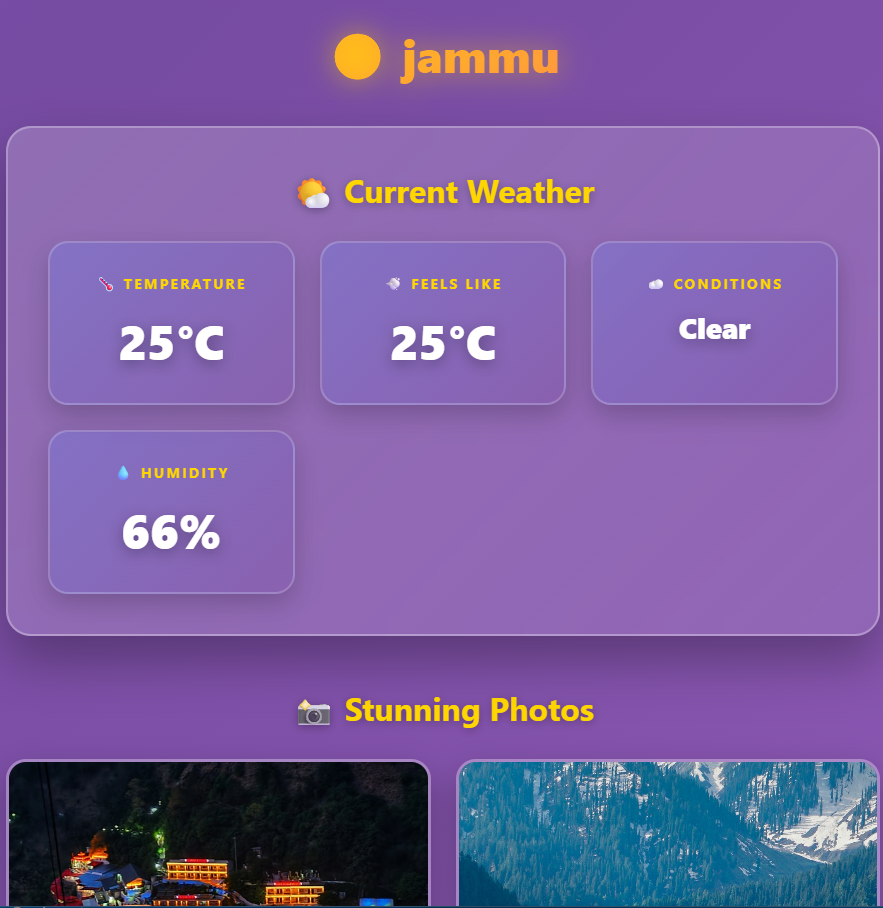 jammu
Current Weather
TEMPERATURE
25°C
FEELS LIKE
25°C
CONDITIONS
Clear
HUMIDITY
66%
Stunning Photos